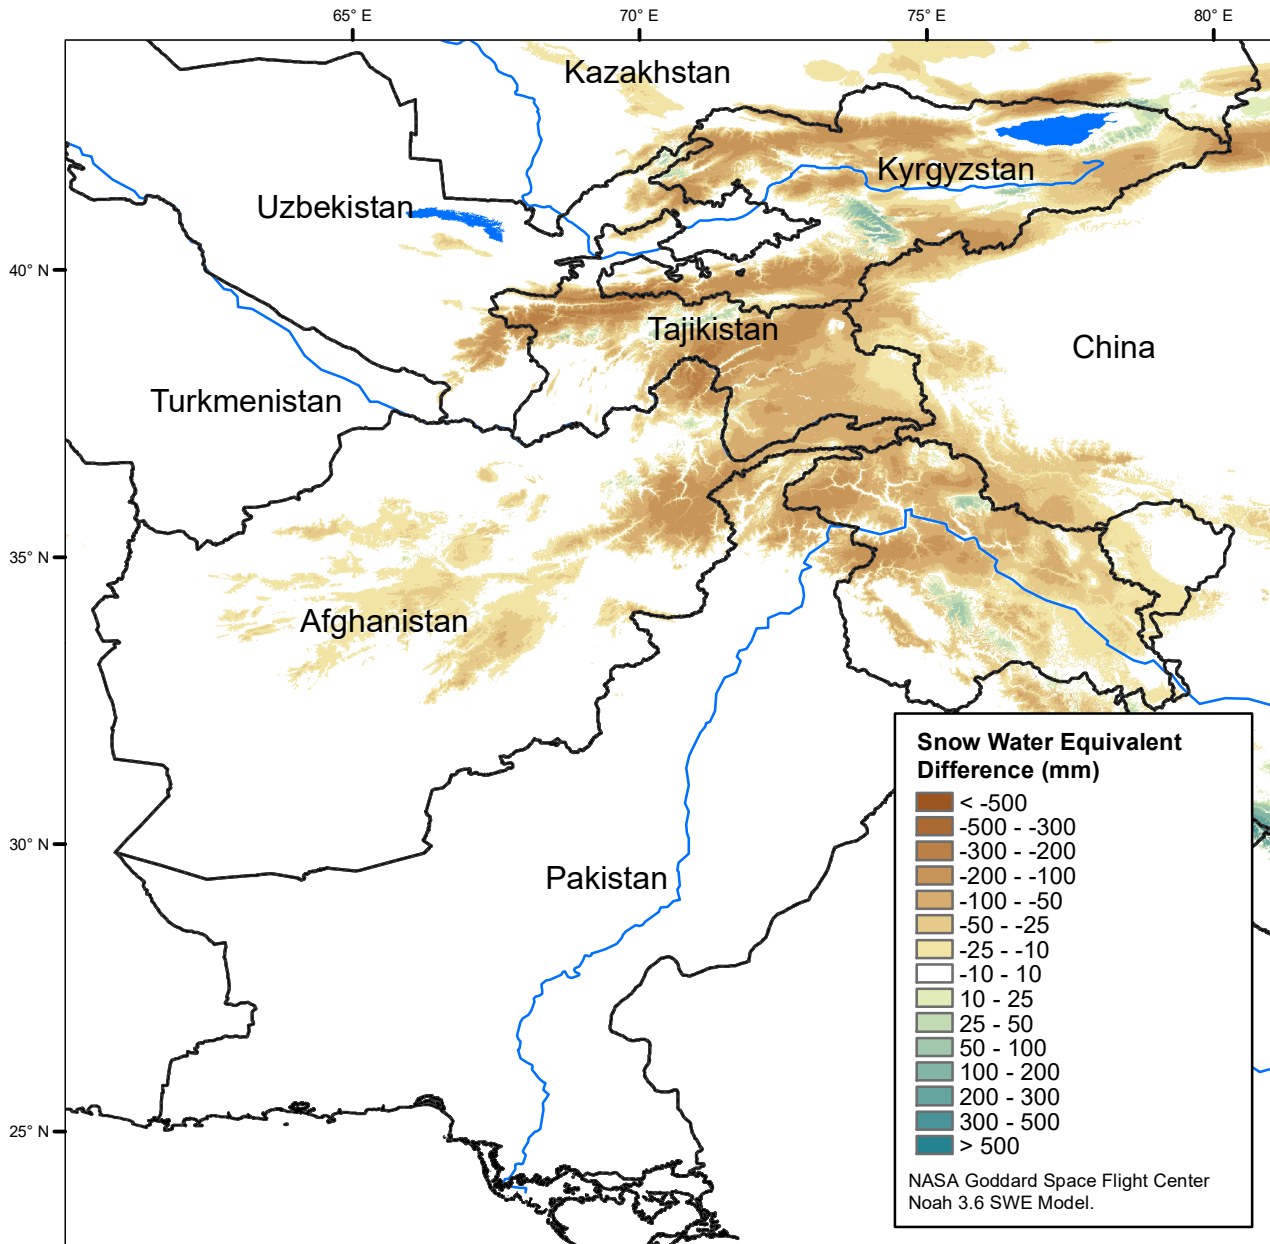 65° E
70° E
75° E
80° E
Kazakhstan
Kyrgyzstan
Uzbekistan
40° N
Tajikistan
China
Turkmenistan
35° N
Afghanistan
Snow Water Equivalent
Difference (mm)
< -500
-500 - -300
-300 - -200
-200 - -100
-100 - -50
-50 - -25
-25 - -10
-10 - 10
10 - 25
25 - 50
50 - 100
100 - 200
200 - 300
300 - 500
> 500
30° N
Pakistan
25° N
NASA Goddard Space Flight Center
Noah 3.6 SWE Model.